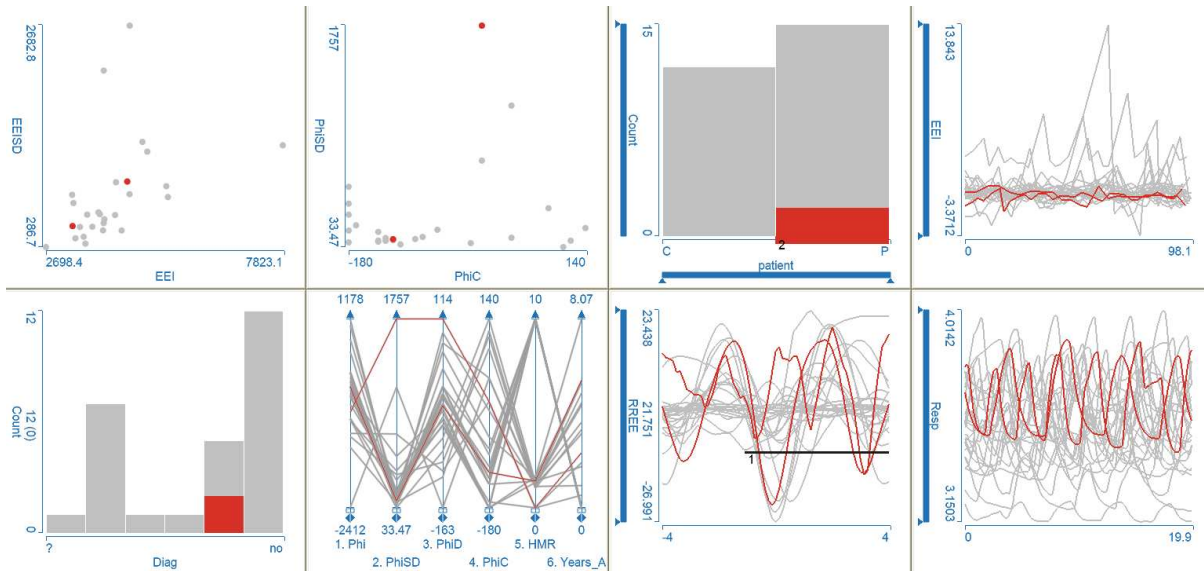 2682.8
EEISD
286.7
2698.4 7823.1
EEI
1757
PhiSD
33.47
-180 140
PhiC
15
Count
0
C 2 P
patient
13.843
EEI
-3.3712
0 98.1
12
12 (0)
Count
0
? no
Diag
1178 1757 114 140 10 8.07
-2412 33.47 -163 -180 0 0
1. Phi 3. PhiD 5. HMR
2. PhiSD 4. PhiC 6. Years_A
23.438
21.751
RREE
-26.991
1
-4 4
4.0142
Resp
3.1503
0 19.9